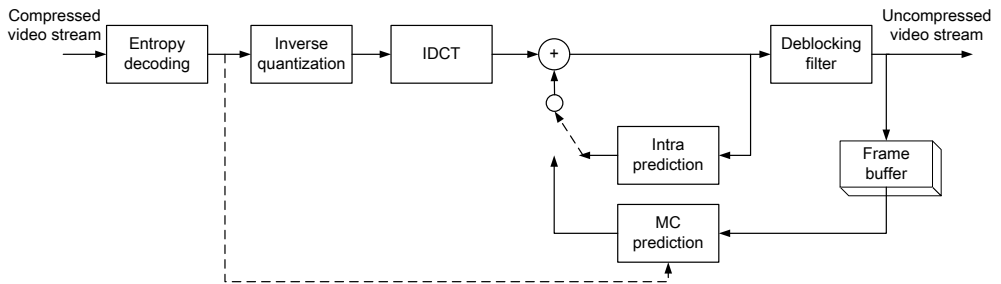 Compressed
video stream
Entropy
decoding
Inverse
quantization
IDCT
+
Deblocking
filter
Uncompressed
video stream
Intra
prediction
Frame
buffer
MC
prediction